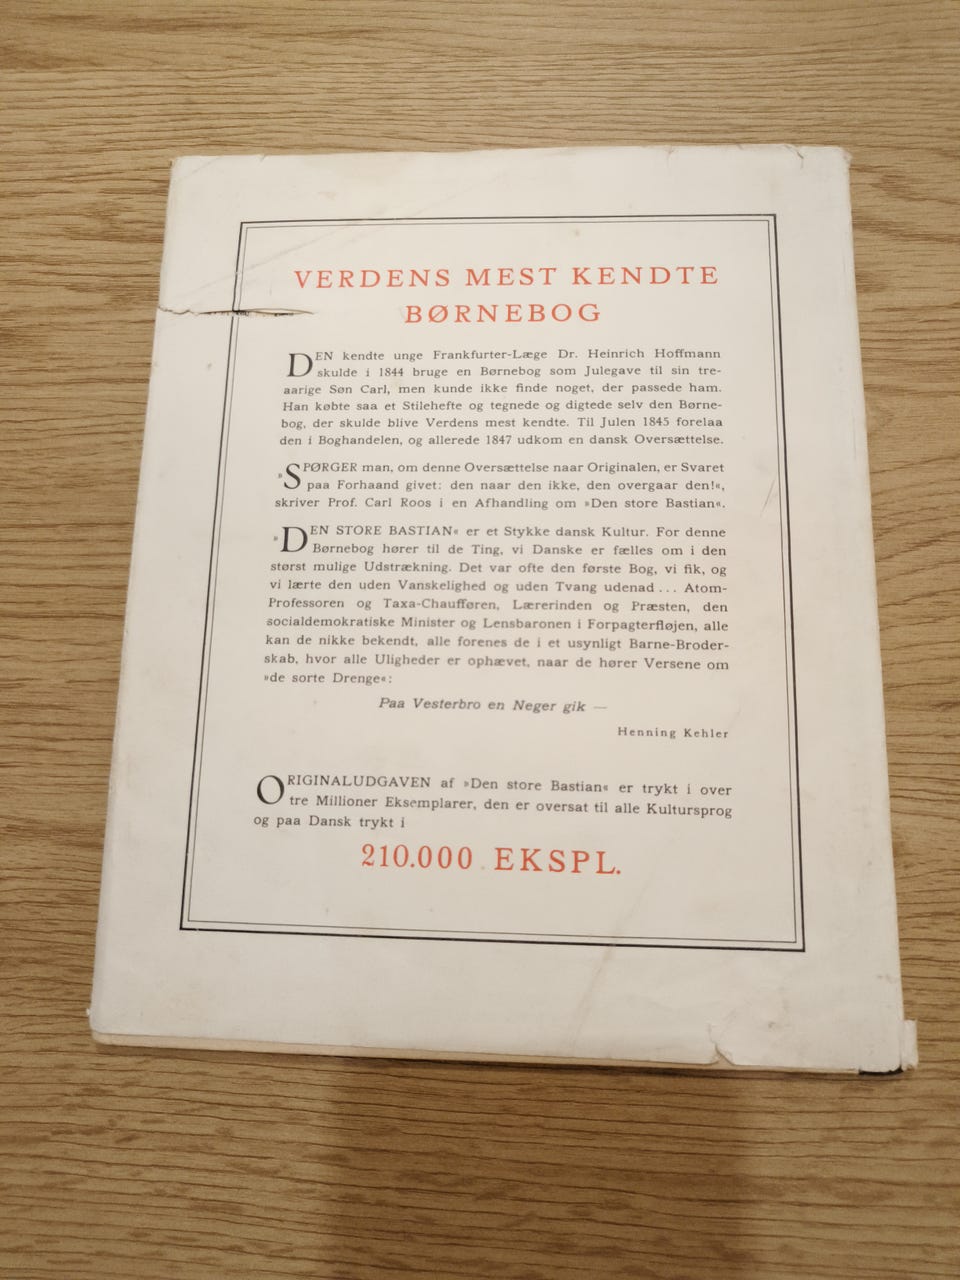 VERDENS MEST KENDTE
BØRNEBOG
DEN kendte unge Frankfurter-Læge Dr. Heinrich Hoffmann
skulde i 1844 bruge en Børnebog som Julegave til sin tre-
aarige Søn Carl, men kunde ikke finde noget, der passede ham.
Han købte saa et Stilehefte og tegnede og digtede selv den Børne-
bog, der skulde blive Verdens mest kendte. Til Julen 1845 forelaa
den i Boghandelen, og allerede 1847 udkom en dansk Oversættelse.
»SPØRGER man, om denne Oversættelse naar Originalen, er Svaret
paa Forhaand givet: den naar den ikke, den overgaar den!«,
skriver Prof. Carl Roos i en Afhandling om »Den store Bastian«.
»DEN STORE BASTIAN« er et Stykke dansk Kultur. For denne
Børnebog hører til de Ting, vi Danske er fælles om i den
størst mulige Udstrækning. Det var ofte den første Bog, vi fik, og
vi lærte den uden Vanskelighed og uden Tvang udenad... Atom-
Professoren og Taxa-Chaufføren, Lærerinden og Præsten, den
socialdemokratiske Minister og Lensbaronen i Forpagterfløjen, alle
kan de nikke bekendt, alle forenes de i et usynligt Barne-Broder-
skab, hvor alle Uligheder er ophævet, naar de hører Versene om
»de sorte Drenge«:
Paa Vesterbro en Neger gik —
Henning Kehler
ORIGINALUDGAVEN af »Den store Bastian« er trykt i over
tre Millioner Eksemplarer, den er oversat til alle Kultursprog
og paa Dansk trykt i
210.000 EKSPL.